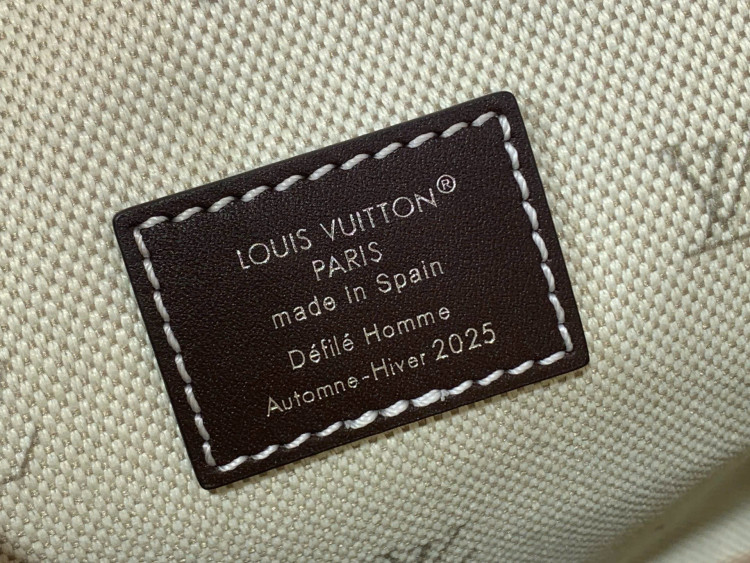 LOUIS VUITTON®
PARIS
made in Spain
Défilé Homme
Automne-Hiver 2025